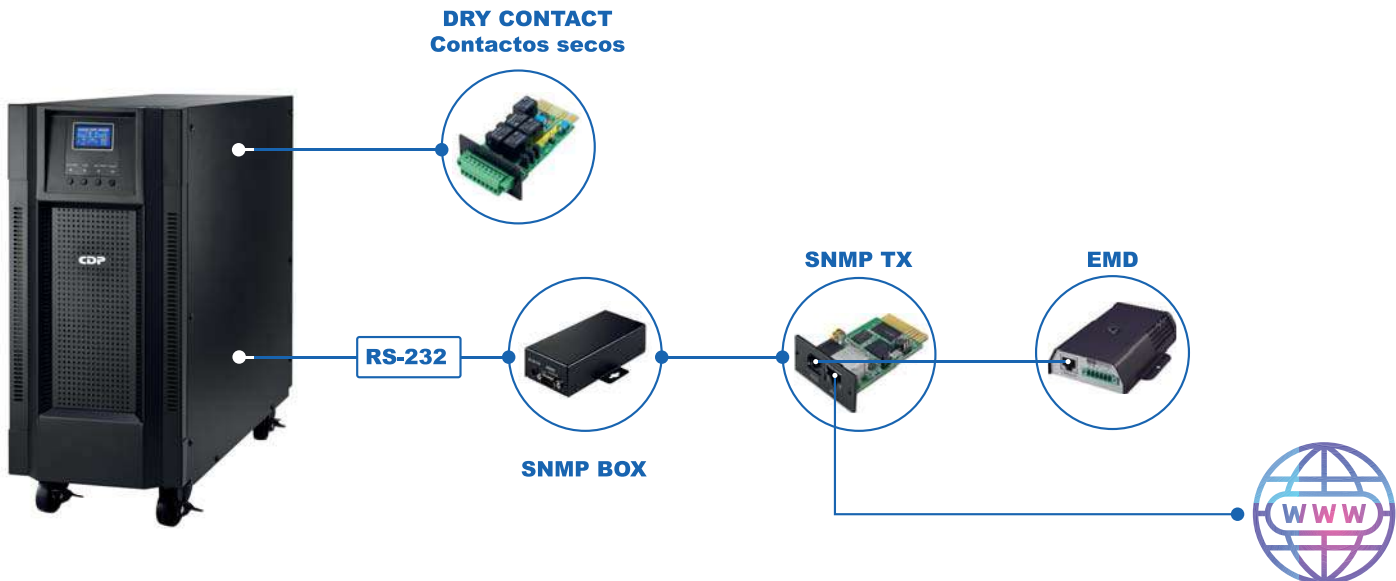 DRY CONTACT
Contactos secos
CDP
SNMP TX
EMD
RS-232
SNMP BOX
WWW